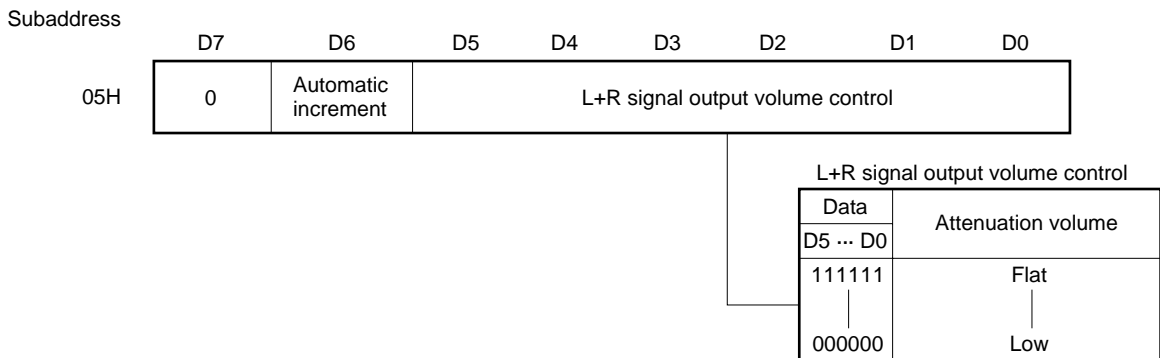 Subaddress
D7 D6 D5 D4 D3 D2 D1 D0
05H 0 Automatic increment L+R signal output volume control
L+R signal output volume control
Data Attenuation volume
D5 ··· D0
111111 Flat
000000 Low